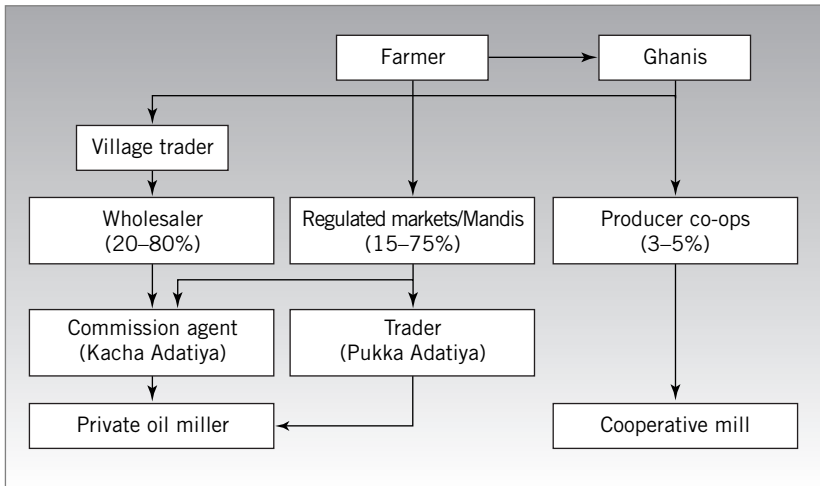 Farmer
Ghanis
Village trader
Wholesaler
(20–80%)
Regulated markets/Mandis
(15–75%)
Producer co-ops
(3–5%)
Commission agent
(Kacha Adatiya)
Trader
(Pukka Adatiya)
Private oil miller
Cooperative mill